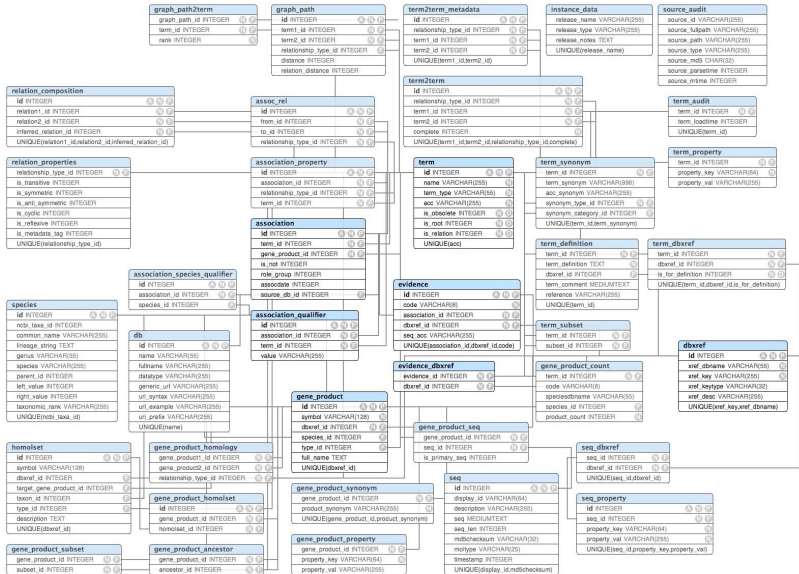 graph_path2term
graph_path_id INTEGER N F
term_id INTEGER N F
rank INTEGER N
graph_path
id INTEGER A N P
term1_id INTEGER N F
term2_id INTEGER N F
relationship_type_id INTEGER F
distance INTEGER
relation_distance INTEGER
term2term_metadata
id INTEGER A N P
relationship_type_id INTEGER N F
term1_id INTEGER N F
term2_id INTEGER N F
UNIQUE(term1_id,term2_id)
instance_data
release_name VARCHAR(255)
release_type VARCHAR(255)
release_notes TEXT
UNIQUE(release_name)
source_audit
source_id VARCHAR(255)
source_fullpath VARCHAR(255)
source_path VARCHAR(255)
source_type VARCHAR(255)
source_md5 CHAR(32)
source_parsetime INTEGER
source_mtime INTEGER
relation_composition
id INTEGER A N P
relation1_id INTEGER N F
relation2_id INTEGER N F
inferred_relation_id INTEGER N F
UNIQUE(relation1_id,relation2_id,inferred_relation_id)
assoc_rel
id INTEGER A N P
from_id INTEGER N F
to_id INTEGER N F
relationship_type_id INTEGER N F
term2term
id INTEGER A N P
relationship_type_id INTEGER N F
term1_id INTEGER N F
term2_id INTEGER N F
complete INTEGER N
UNIQUE(term1_id,term2_id,relationship_type_id,complete)
term_audit
term_id INTEGER N F
term_loadtime INTEGER
UNIQUE(term_id)
relation_properties
relationship_type_id INTEGER N F
is_transitive INTEGER
is_symmetric INTEGER
is_anti_symmetric INTEGER
is_cyclic INTEGER
is_reflexive INTEGER
is_metadata_tag INTEGER
UNIQUE(relationship_type_id)
association_property
id INTEGER A N P
association_id INTEGER N F
relationship_type_id INTEGER N F
term_id INTEGER N F
term
id INTEGER A N P
name VARCHAR(255) N
term_type VARCHAR(55) N
acc VARCHAR(255) N
is_obsolete INTEGER N D
is_root INTEGER N D
is_relation INTEGER N D
UNIQUE(acc)
term_synonym
term_id INTEGER N F
term_synonym VARCHAR(996)
acc_synonym VARCHAR(255)
synonym_type_id INTEGER N F
synonym_category_id INTEGER F
UNIQUE(term_id,term_synonym)
term_property
term_id INTEGER N F
property_key VARCHAR(64) N
property_val VARCHAR(255)
association
id INTEGER A N P
term_id INTEGER N F
gene_product_id INTEGER N F
is_not INTEGER
role_group INTEGER
assocdate INTEGER
source_db_id INTEGER F
term_definition
term_id INTEGER N F
term_definition TEXT N
dbxref_id INTEGER F
term_comment MEDIUMTEXT
reference VARCHAR(255)
UNIQUE(term_id)
term_dbxref
term_id INTEGER N F
dbxref_id INTEGER N F
is_for_definition INTEGER N D
UNIQUE(term_id,dbxref_id,is_for_definition)
association_species_qualifier
id INTEGER A N P
association_id INTEGER N F
species_id INTEGER F
evidence
id INTEGER A N P
code VARCHAR(8) N
association_id INTEGER N F
dbxref_id INTEGER N F
seq_acc VARCHAR(255)
UNIQUE(association_id,dbxref_id,code)
species
id INTEGER A N P
ncbi_taxa_id INTEGER
common_name VARCHAR(255)
lineage_string TEXT
genus VARCHAR(55)
species VARCHAR(255)
parent_id INTEGER
left_value INTEGER
right_value INTEGER
taxonomic_rank VARCHAR(255)
UNIQUE(ncbi_taxa_id)
association_qualifier
id INTEGER A N P
association_id INTEGER N F
term_id INTEGER N F
value VARCHAR(255)
db
id INTEGER A N P
name VARCHAR(55)
fullname VARCHAR(255)
datatype VARCHAR(255)
generic_url VARCHAR(255)
url_syntax VARCHAR(255)
url_example VARCHAR(255)
uri_prefix VARCHAR(255)
UNIQUE(name)
term_subset
term_id INTEGER N F
subset_id INTEGER N F
dbxref
id INTEGER A N P
xref_dbname VARCHAR(55) N
xref_key VARCHAR(255) N
xref_keytype VARCHAR(32)
xref_desc VARCHAR(255)
UNIQUE(xref_key,xref_dbname)
evidence_dbxref
evidence_id INTEGER N F
dbxref_id INTEGER N F
gene_product_count
term_id INTEGER N F
code VARCHAR(8)
speciesdbname VARCHAR(55)
species_id INTEGER F
product_count INTEGER N
gene_product
id INTEGER A N P
symbol VARCHAR(128) N
dbxref_id INTEGER N F
species_id INTEGER F
type_id INTEGER F
full_name TEXT
UNIQUE(dbxref_id)
gene_product_seq
gene_product_id INTEGER N F
seq_id INTEGER N F
is_primary_seq INTEGER
homolset
id INTEGER A N P
symbol VARCHAR(128)
dbxref_id INTEGER F
target_gene_product_id INTEGER F
taxon_id INTEGER F
type_id INTEGER F
description TEXT
UNIQUE(dbxref_id)
gene_product_homology
gene_product1_id INTEGER N F
gene_product2_id INTEGER N F
relationship_type_id INTEGER N F
seq_dbxref
seq_id INTEGER N F
dbxref_id INTEGER N F
UNIQUE(seq_id,dbxref_id)
gene_product_homolset
id INTEGER A N P
gene_product_id INTEGER N F
homolset_id INTEGER N F
gene_product_synonym
gene_product_id INTEGER N F
product_synonym VARCHAR(255) N
UNIQUE(gene_product_id,product_synonym)
seq
id INTEGER A N P
display_id VARCHAR(64)
description VARCHAR(255)
seq MEDIUMTEXT
seq_len INTEGER
md5checksum VARCHAR(32)
moltype VARCHAR(25)
timestamp INTEGER
UNIQUE(display_id,md5checksum)
seq_property
id INTEGER A N P
seq_id INTEGER N F
property_key VARCHAR(64) N
property_val VARCHAR(255) N
UNIQUE(seq_id,property_key,property_val)
gene_product_subset
gene_product_id INTEGER N F
subset_id INTEGER N F
gene_product_ancestor
gene_product_id INTEGER N F
ancestor_id INTEGER N F
gene_product_property
gene_product_id INTEGER N F
property_key VARCHAR(64) N
property_val VARCHAR(255)